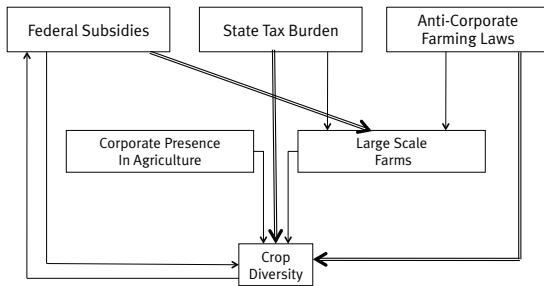 Federal Subsidies
State Tax Burden
Anti-Corporate
Farming Laws
Corporate Presence
In Agriculture
Large Scale
Farms
Crop
Diversity